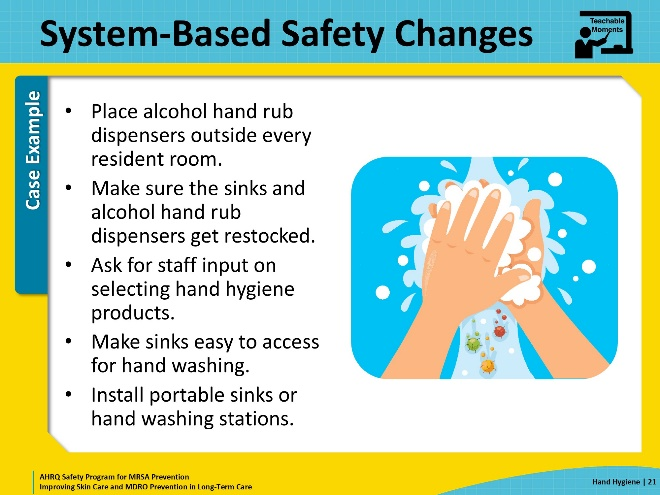 System-Based Safety Changes
Teachable
Moments
Case Example
• Place alcohol hand rub
dispensers outside every
resident room.
• Make sure the sinks and
alcohol hand rub
dispensers get restocked.
• Ask for staff input on
selecting hand hygiene
products.
• Make sinks easy to access
for hand washing.
• Install portable sinks or
hand washing stations.
AHRQ Safety Program for MRSA Prevention
Improving Skin Care and MDRO Prevention in Long-Term Care
Hand Hygiene | 21